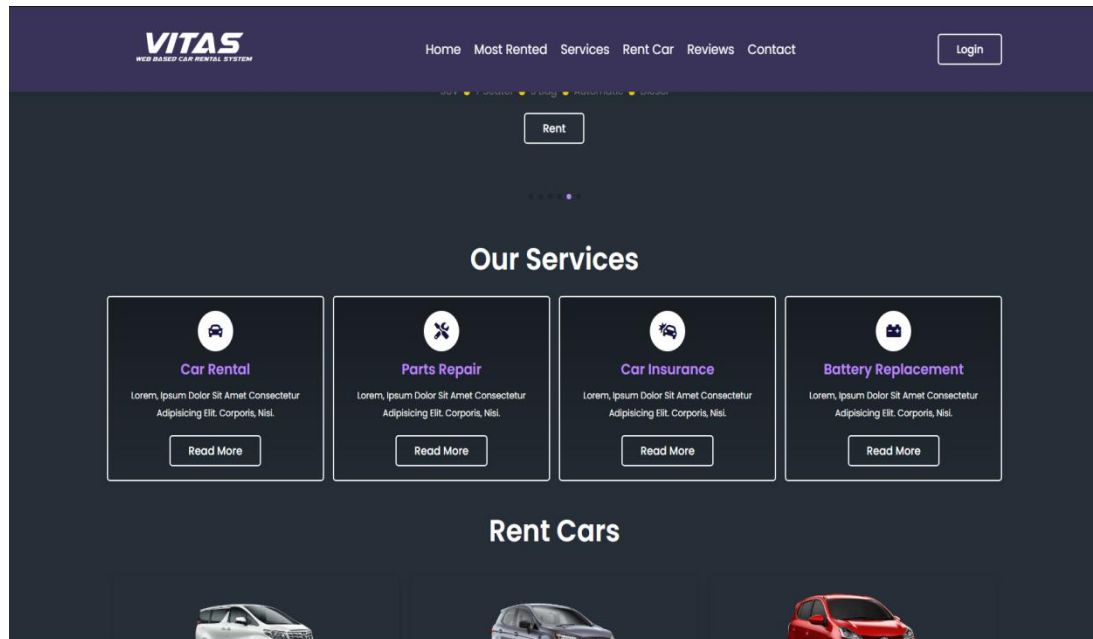 VITAS
WEB BASED CAR RENTAL SYSTEM
Home Most Rented Services Rent Car Reviews Contact
Login
Rent
Our Services
Car Rental
Lorem, Ipsum Dolor Sit Amet Consectetur
Adipisicing Elit. Corporis, Nisi.
Read More
Parts Repair
Lorem, Ipsum Dolor Sit Amet Consectetur
Adipisicing Elit. Corporis, Nisi.
Read More
Car Insurance
Lorem, Ipsum Dolor Sit Amet Consectetur
Adipisicing Elit. Corporis, Nisi.
Read More
Battery Replacement
Lorem, Ipsum Dolor Sit Amet Consectetur
Adipisicing Elit. Corporis, Nisi.
Read More
Rent Cars